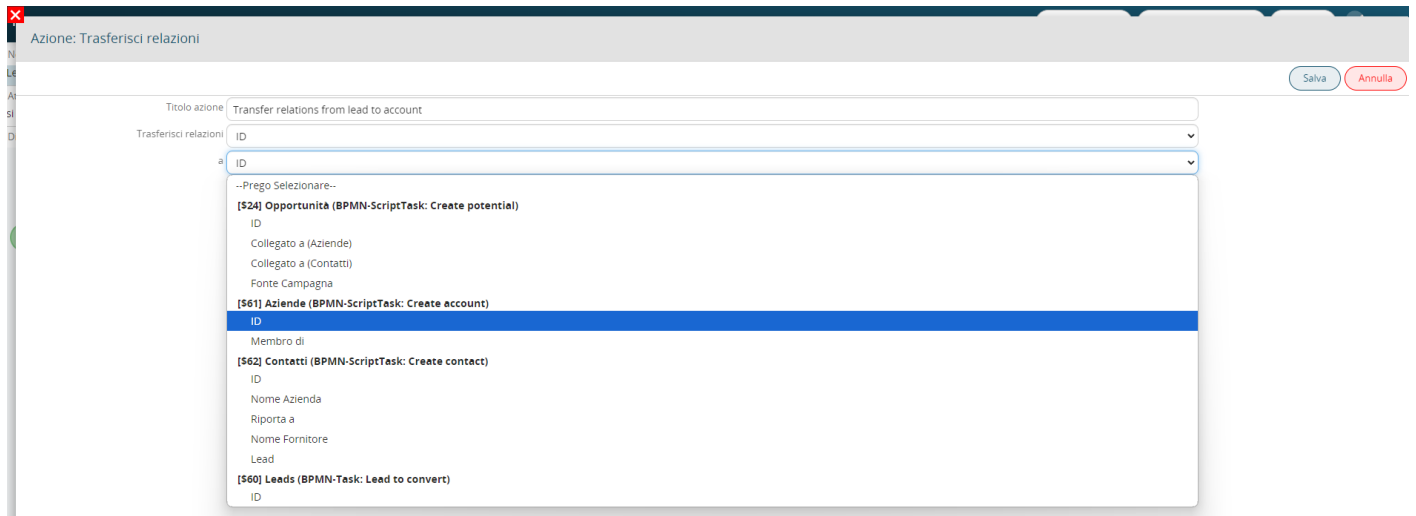 Azione: Trasferisci relazioni
Salva
Annulla
Titolo azione
Transfer relations from lead to account
Trasferisci relazioni
ID
a
ID
--Prego Selezionare--
[$24] Opportunità (BPMN-ScriptTask: Create potential)
ID
Collegato a (Aziende)
Collegato a (Contatti)
Fonte Campagna
[$61] Aziende (BPMN-ScriptTask: Create account)
ID
Membro di
[$62] Contatti (BPMN-ScriptTask: Create contact)
ID
Nome Azienda
Riporta a
Nome Fornitore
Lead
[$60] Leads (BPMN-Task: Lead to convert)
ID